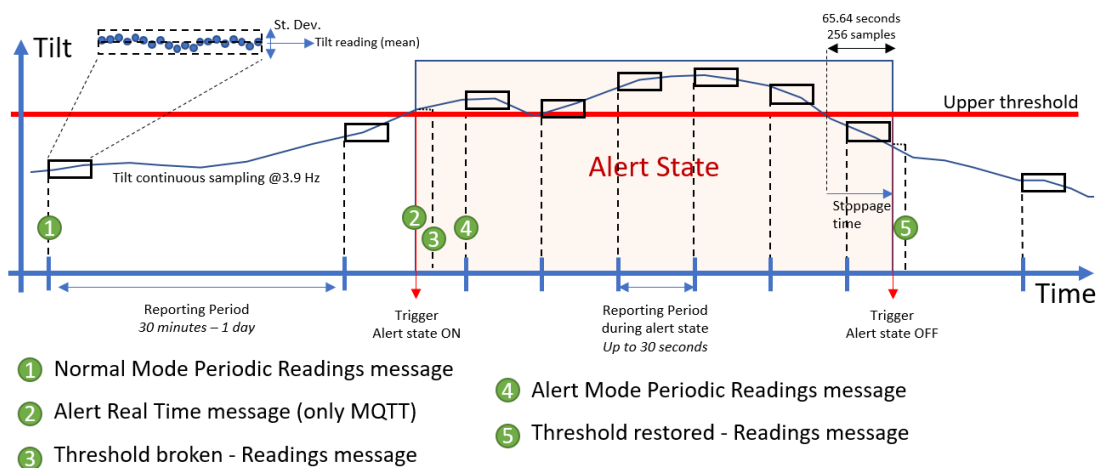 65.64 seconds
256 samples
St. Dev.
Tilt
Tilt reading (mean)
Upper threshold
Alert State
Tilt continuous sampling @3.9 Hz
Stoppage
time
1
2
3
4
5
Time
Reporting Period
30 minutes – 1 day
Trigger
Alert state ON
Reporting Period
during alert state
Up to 30 seconds
Trigger
Alert state OFF
1 Normal Mode Periodic Readings message
2 Alert Real Time message (only MQTT)
3 Threshold broken - Readings message
4 Alert Mode Periodic Readings message
5 Threshold restored - Readings message